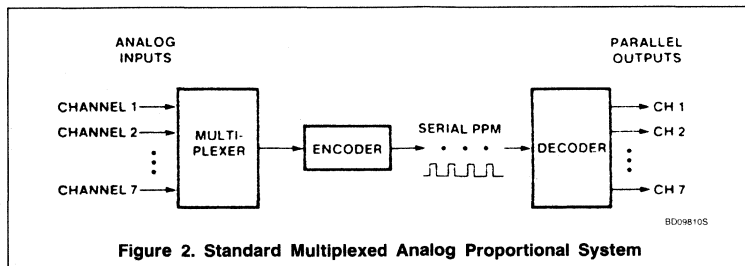 ANALOG
INPUTS
PARALLEL
OUTPUTS
CHANNEL 1
CHANNEL 2
CHANNEL 7
MULTI-
PLEXER
ENCODER
SERIAL PPM
DECODER
CH 1
CH 2
CH 7
BD09810S
Figure 2. Standard Multiplexed Analog Proportional System